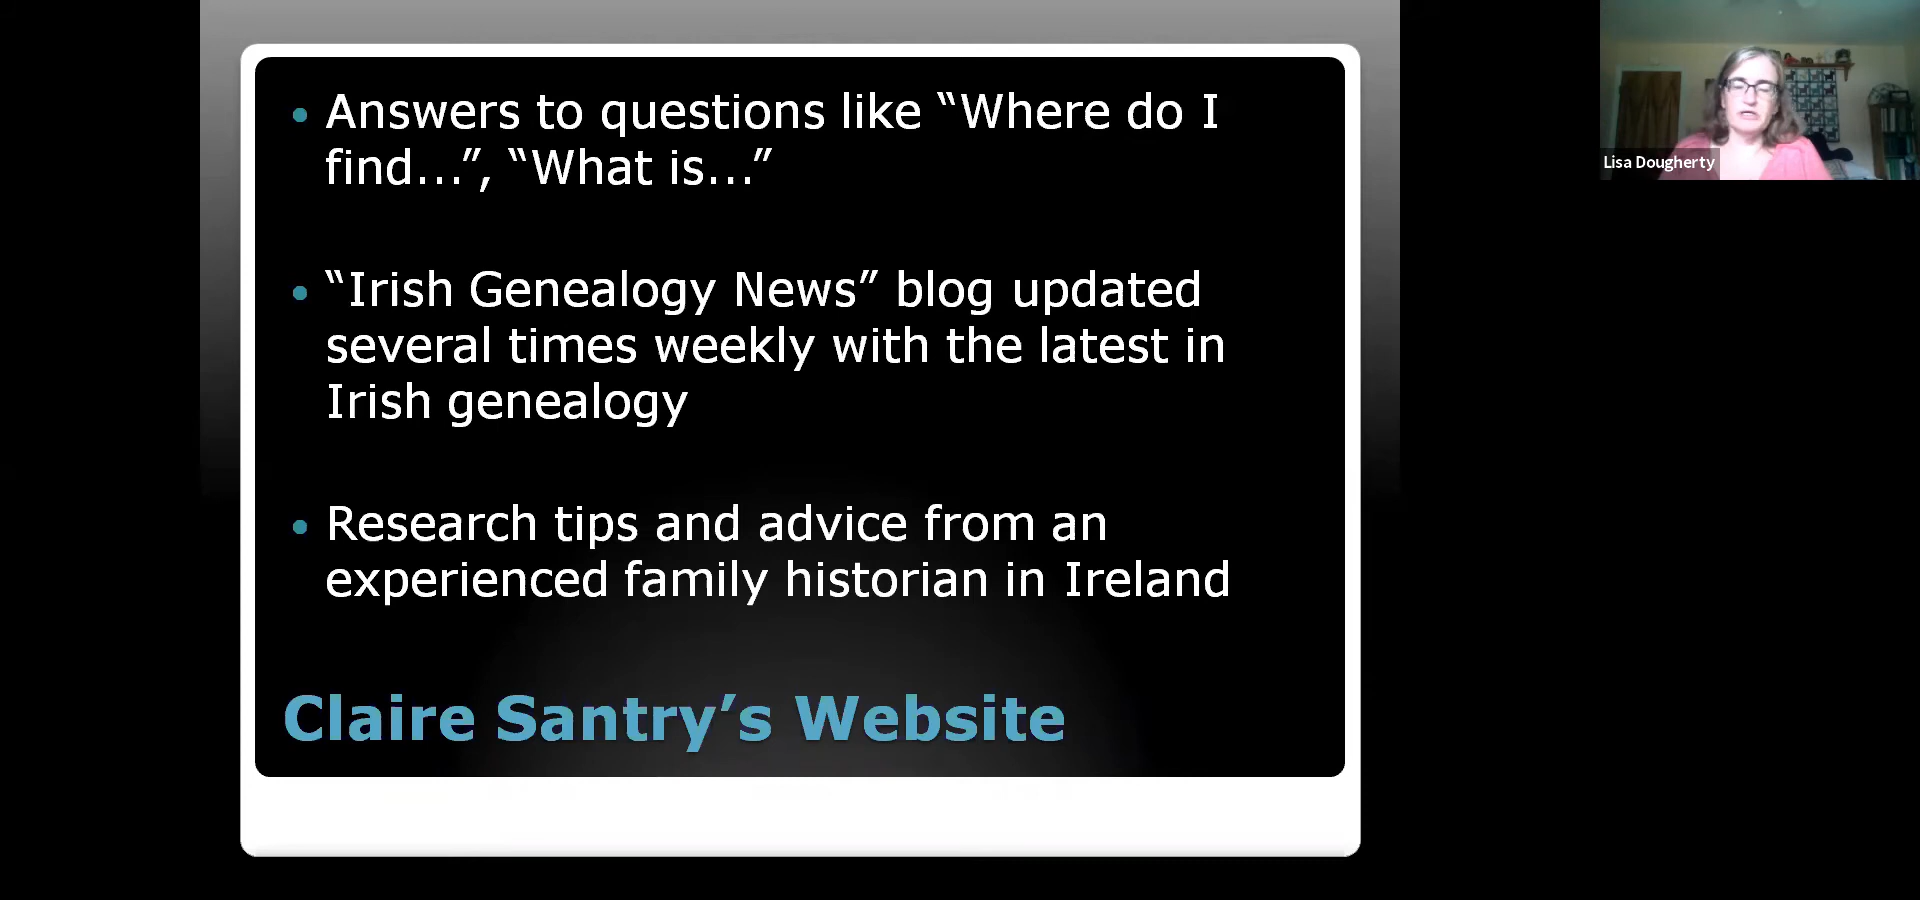 Answers to questions like “Where do I
find…”, “What is…”
“Irish Genealogy News” blog updated
several times weekly with the latest in
Irish genealogy
Research tips and advice from an
experienced family historian in Ireland
Claire Santry’s Website
Lisa Dougherty